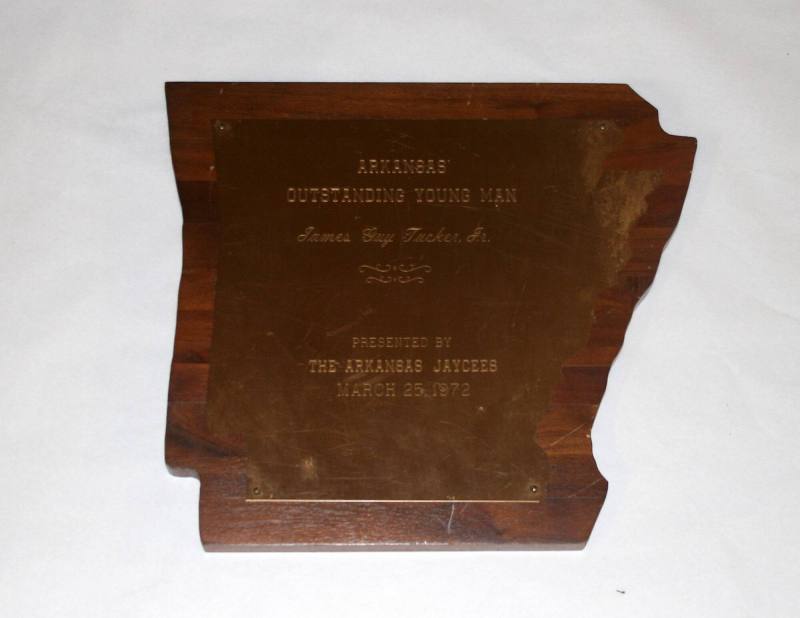 ARKANSAS'
OUTSTANDING YOUNG MAN
James Guy Tucker, Jr.
PRESENTED BY
THE ARKANSAS JAYCEES
MARCH 25, 1972